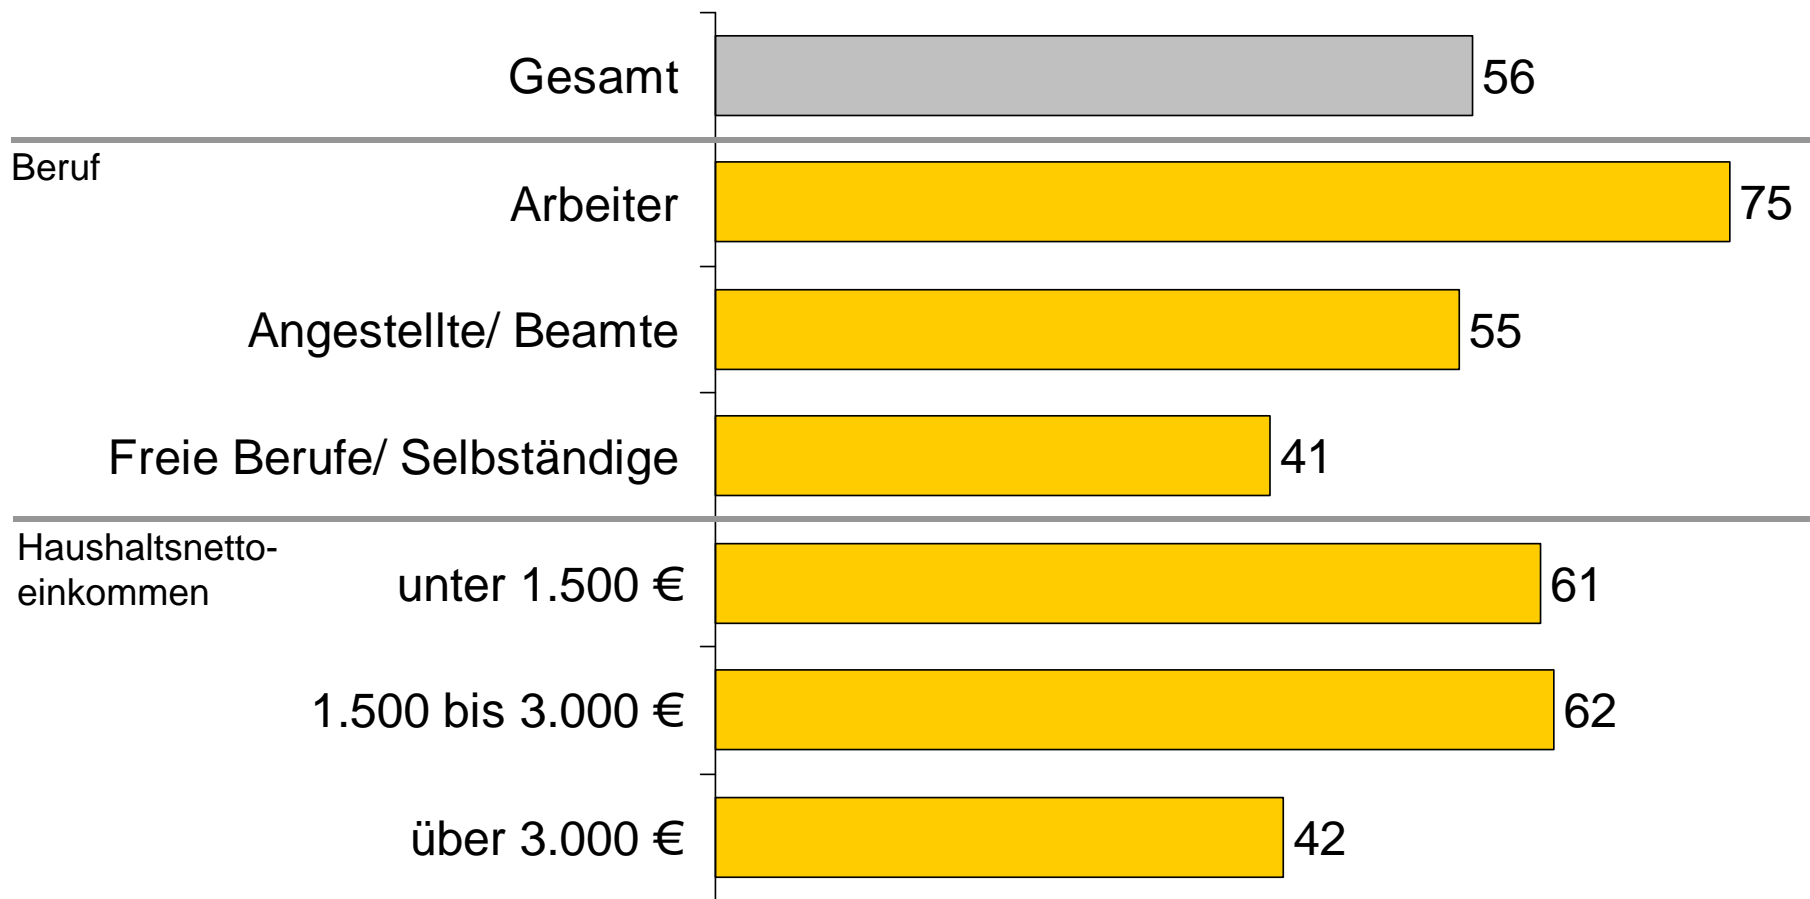 Gesamt 56
Beruf
Arbeiter 75
Angestellte/ Beamte 55
Freie Berufe/ Selbständige 41
Haushaltsnetto-
einkommen
unter 1.500 € 61
1.500 bis 3.000 € 62
über 3.000 € 42